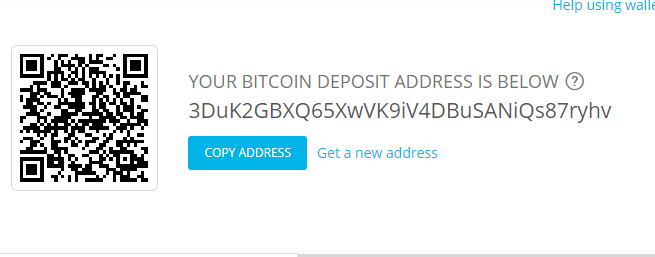 Help using walle
YOUR BITCOIN DEPOSIT ADDRESS IS BELOW ?
3DuK2GBXQ65XwVK9iV4DBuSANiQs87ryhv
COPY ADDRESS Get a new address